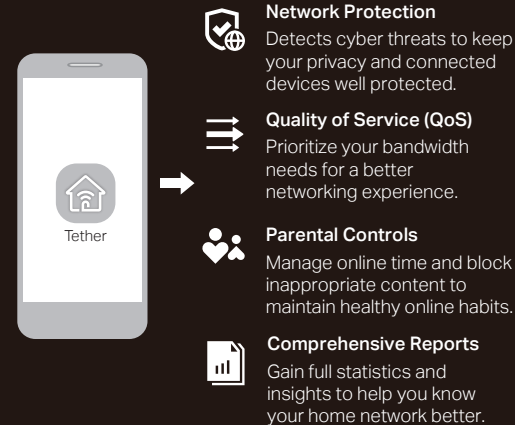 Network Protection
Detects cyber threats to keep
your privacy and connected
devices well protected.
Quality of Service (QoS)
Prioritize your bandwidth
needs for a better
networking experience.
Tether
Parental Controls
Manage online time and block
inappropriate content to
maintain healthy online habits.
Comprehensive Reports
Gain full statistics and
insights to help you know
your home network better.